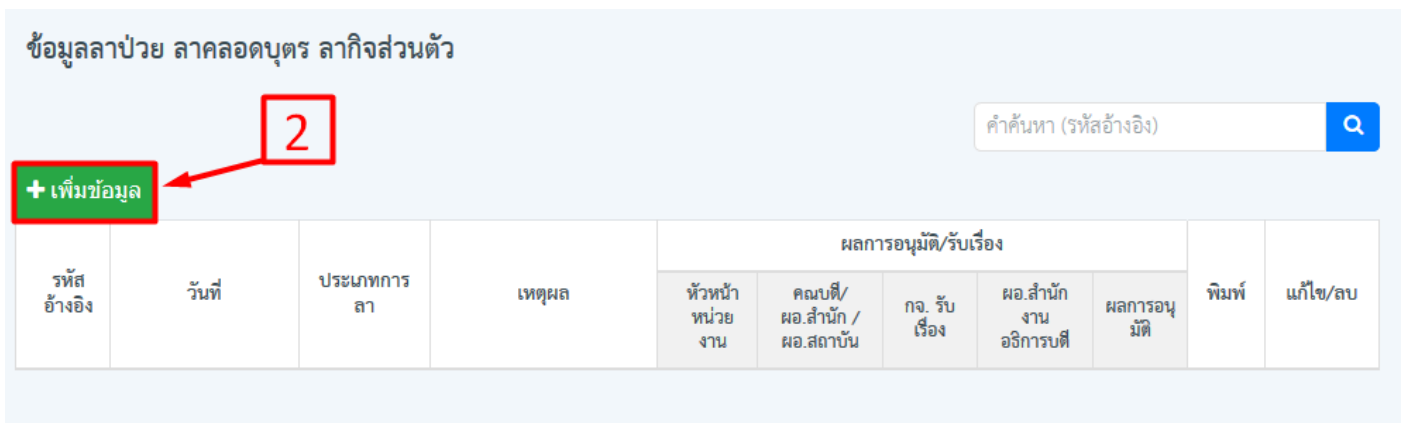 ข้อมูลลาป่วย ลาคลอดบุตร ลากิจส่วนตัว
2
คำค้นหา (รหัสอ้างอิง)
+ เพิ่มข้อมูล
รหัส
อ้างอิง
วันที่
ประเภทการ
ลา
เหตุผล
ผลการอนุมัติ/รับเรื่อง
หัวหน้า
หน่วย
งาน
คณบดี/
ผอ.สำนัก /
ผอ.สถาบัน
กจ. รับ
เรื่อง
ผอ.สำนัก
งาน
อธิการบดี
ผลการอนุ
มัติ
พิมพ์
แก้ไข/ลบ